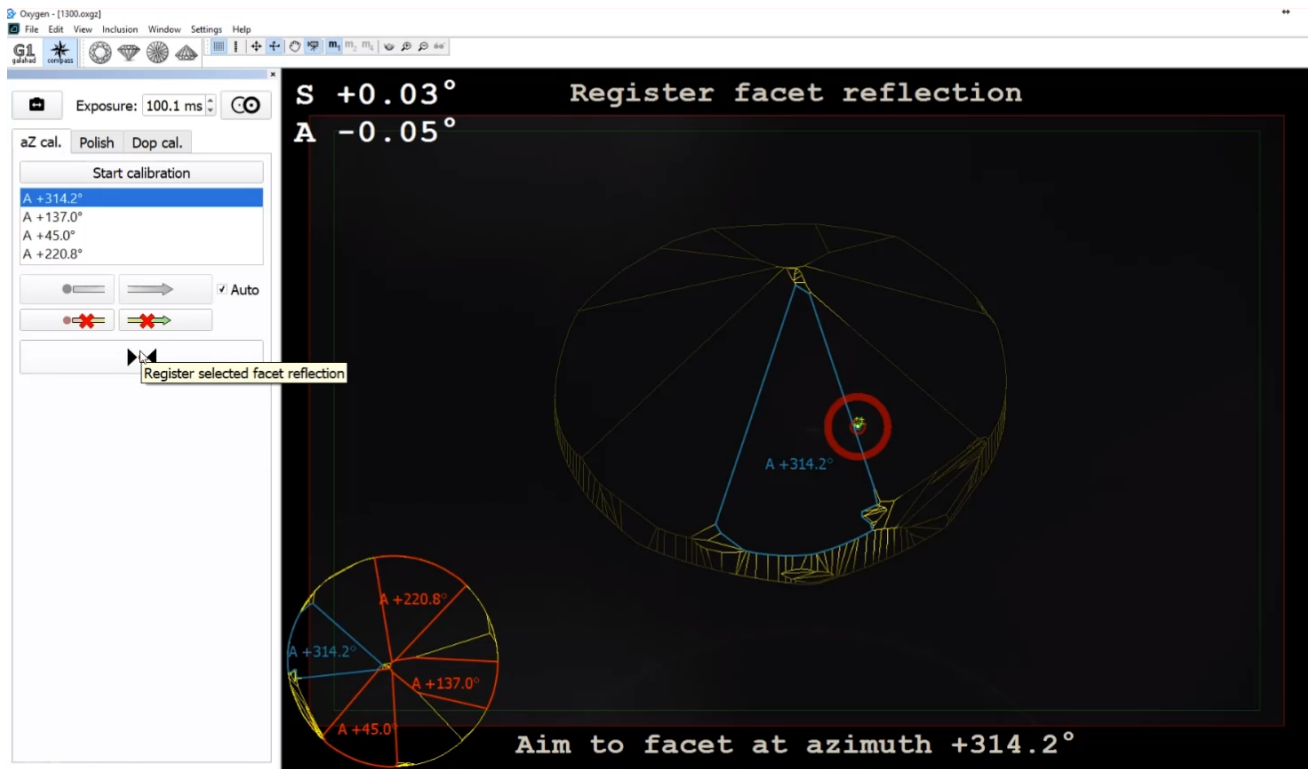 Oxygen - [1300.oxgz]
File Edit View Inclusion Window Settings Help
G1 galahad
compass
m1 m2 m6
Exposure: 100.1 ms
aZ cal. Polish Dop cal.
Start calibration
A +314.2°
A +137.0°
A +45.0°
A +220.8°
Auto
Register selected facet reflection
S +0.03°
Register facet reflection
A -0.05°
A +314.2°
A +220.8°
A +314.2°
A +137.0°
A +45.0°
Aim to facet at azimuth +314.2°